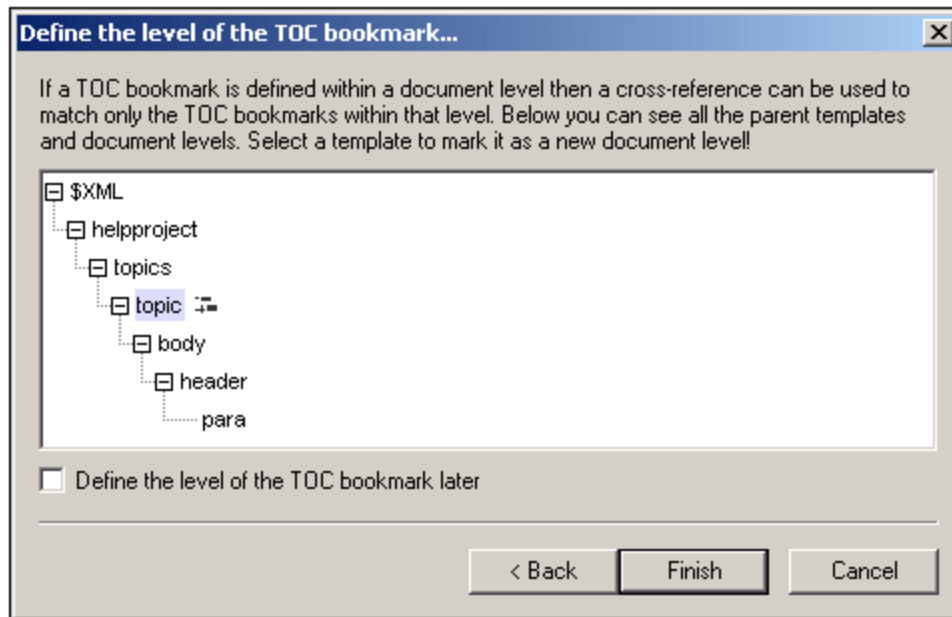 Define the level of the TOC bookmark...
If a TOC bookmark is defined within a document level then a cross-reference can be used to
match only the TOC bookmarks within that level. Below you can see all the parent templates
and document levels. Select a template to mark it as a new document level!
$XML
helpproject
topics
topic
body
header
para
Define the level of the TOC bookmark later
< Back Finish Cancel